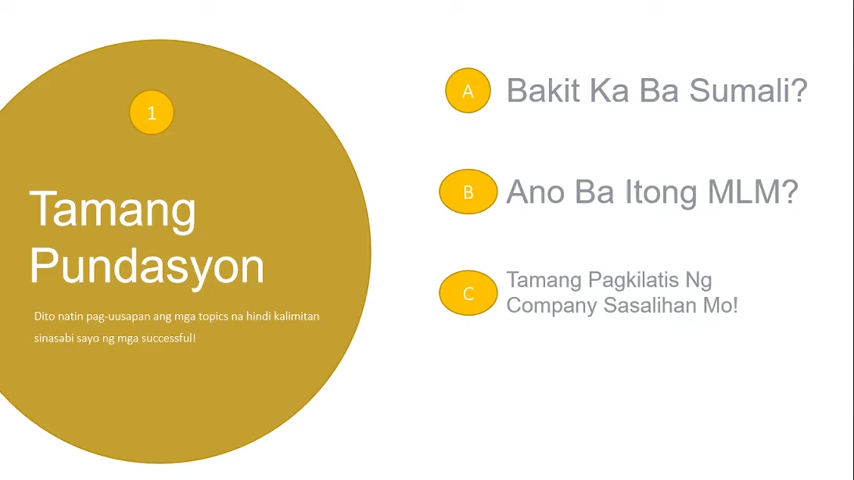 1
Tamang
Pundasyon
Dito natin pag-uusapan ang mga topics na hindi kalimitan
sinasabi sayo ng mga successful!
A
Bakit Ka Ba Sumali?
B
Ano Ba Itong MLM?
C
Tamang Pagkilatis Ng
Company Sasalihan Mo!